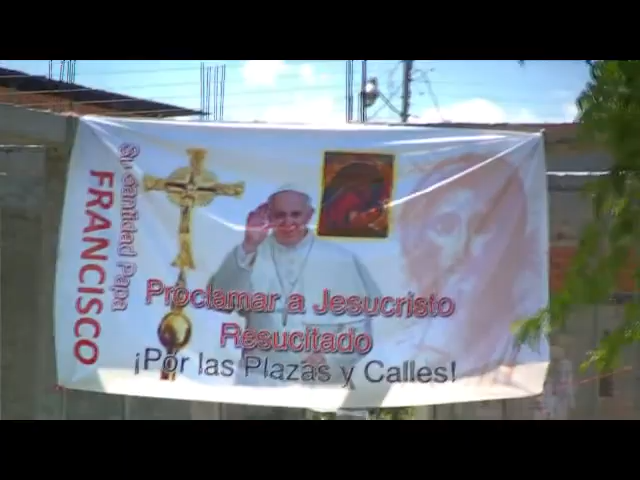 Su Santidad Papa
FRANCISCO
Proclamar a Jesucristo
Resucitado
¡Por las Plazas y Calles!